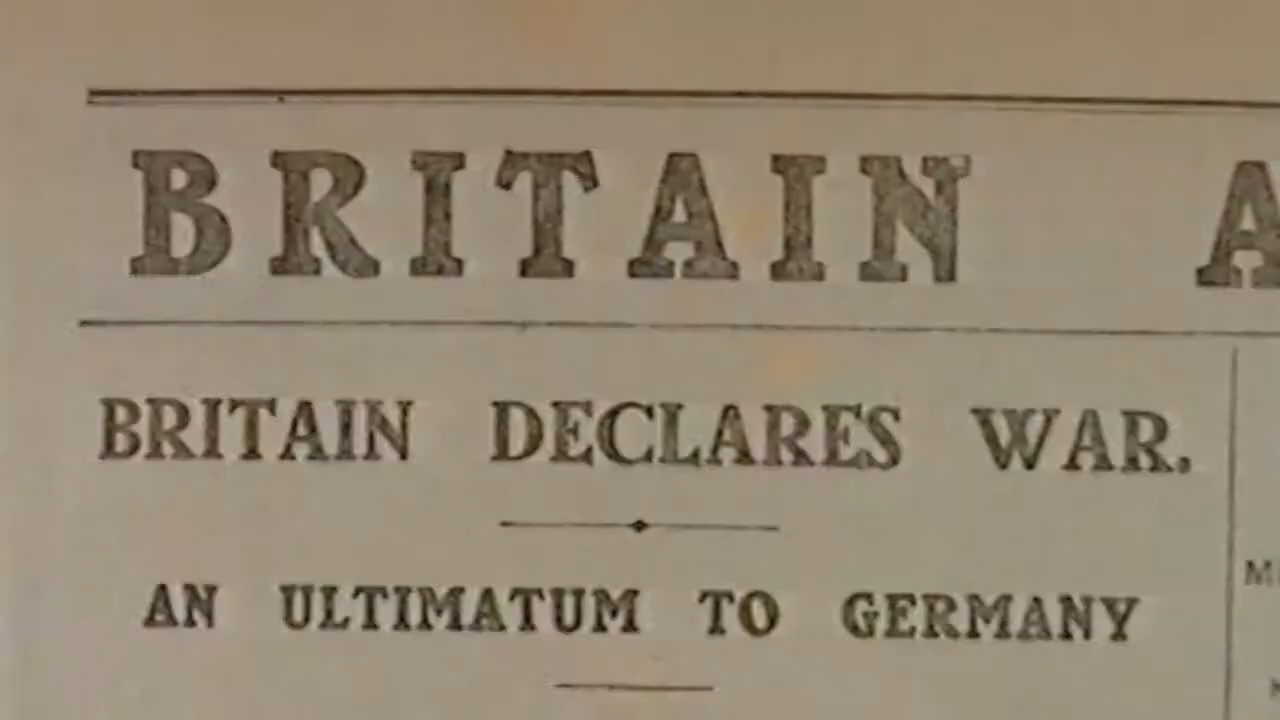 BRITAIN A
BRITAIN DECLARES WAR.
AN ULTIMATUM TO GERMANY